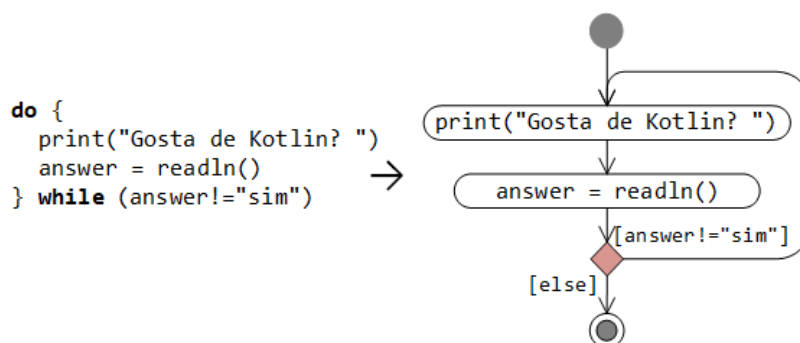 do {
print("Gosta de Kotlin? ")
answer = readln()
} while (answer!="sim")
print("Gosta de Kotlin? ")
answer = readln()
[answer!="sim"]
[else]